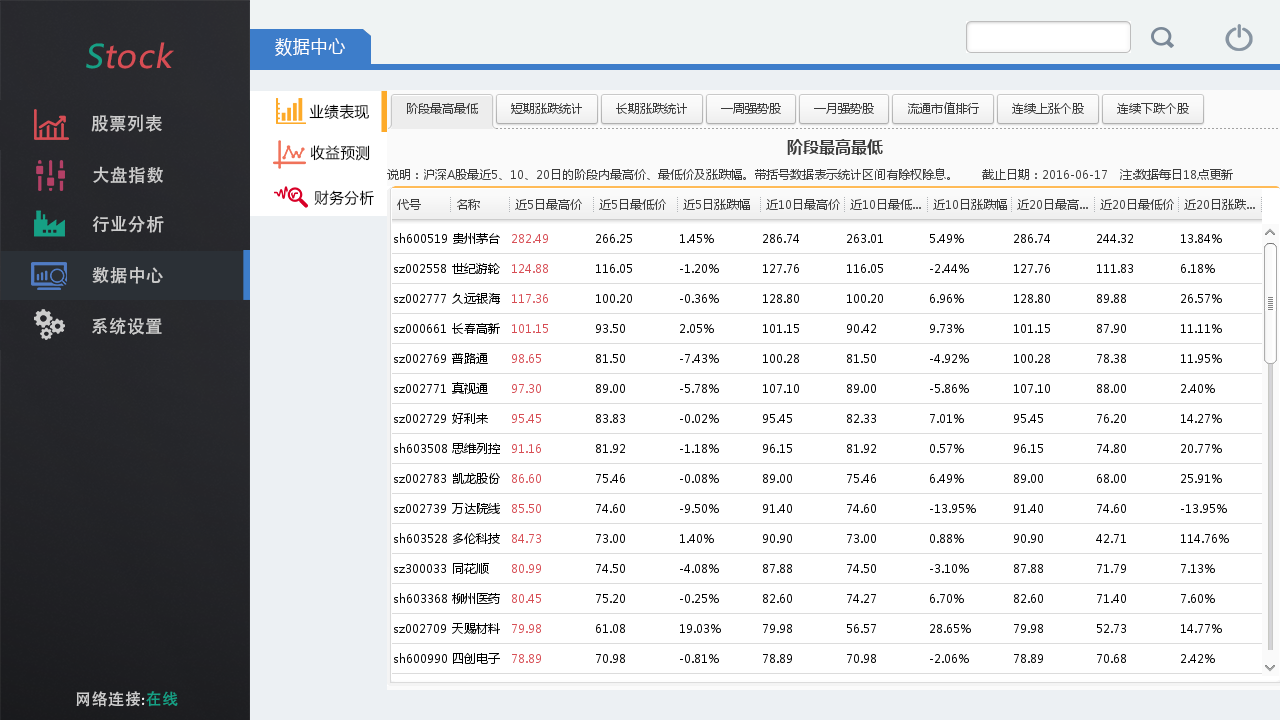 Stock
股票列表
大盘指数
行业分析
数据中心
系统设置
网络连接:在线
数据中心
业绩表现
收益预测
财务分析
阶段最高最低 短期涨跌统计 长期涨跌统计 一周强势股 一月强势股 流通市值排行 连续上涨个股 连续下跌个股
阶段最高最低
说明：沪深A股最近5、10、20日的阶段内最高价、最低价及涨跌幅。带括号数据表示统计区间有除权除息。 截止日期：2016-06-17 注:数据每日18点更新
代号 名称 近5日最高价 近5日最低价 近5日涨跌幅 近10日最高价 近10日最低... 近10日涨跌幅 近20日最高... 近20日最低价 近20日涨跌...
sh600519 贵州茅台 282.49 266.25 1.45% 286.74 263.01 5.49% 286.74 244.32 13.84%
sz002558 世纪游轮 124.88 116.05 -1.20% 127.76 116.05 -2.44% 127.76 111.83
sz002777 久远银海 117.36 100.20 -0.36% 128.80 100.20 6.96% 128.80 89.88 26.57%
sz000661 长春高新 101.15 93.50 2.05% 101.15 90.42 9.73% 101.15 87.90 11.11%
sz002769 普路通 98.65 81.50 -7.43% 100.28 81.50 -4.92% 100.28 78.38 11.95%
sz002771 真视通 97.30 89.00 -5.78% 107.10 89.00 -5.86% 107.10 88.00 2.40%
sz002729 好利来 95.45 83.83 -0.02% 95.45 82.33 7.01% 95.45 76.20 14.27%
sh603508 思维列控 91.16 81.92 -1.18% 96.15 81.92 0.57% 96.15 74.80 20.77%
sz002783 凯龙股份 86.60 75.46 -0.08% 89.00 75.46 6.49% 89.00 68.00 25.91%
sz002739 万达院线 85.50 74.60 -9.50% 91.40 74.60 -13.95% 91.40 74.60 -13.95%
sh603528 多伦科技 84.73 73.00 1.40% 90.90 73.00 0.88% 90.90 42.71 114.76%
sz300033 同花顺 80.99 74.50 -4.08% 87.88 74.50 -3.10% 87.88 71.79 7.13%
sh603368 柳州医药 80.45 75.20 -0.25% 82.60 74.27 6.70% 82.60 71.40 7.60%
sz002709 天赐材料 79.98 61.08 19.03% 79.98 56.57 28.65% 79.98 52.73 14.77%
sh600990 四创电子 78.89 70.98 -0.81% 78.89 70.98 -2.06% 78.89 70.68 2.42%